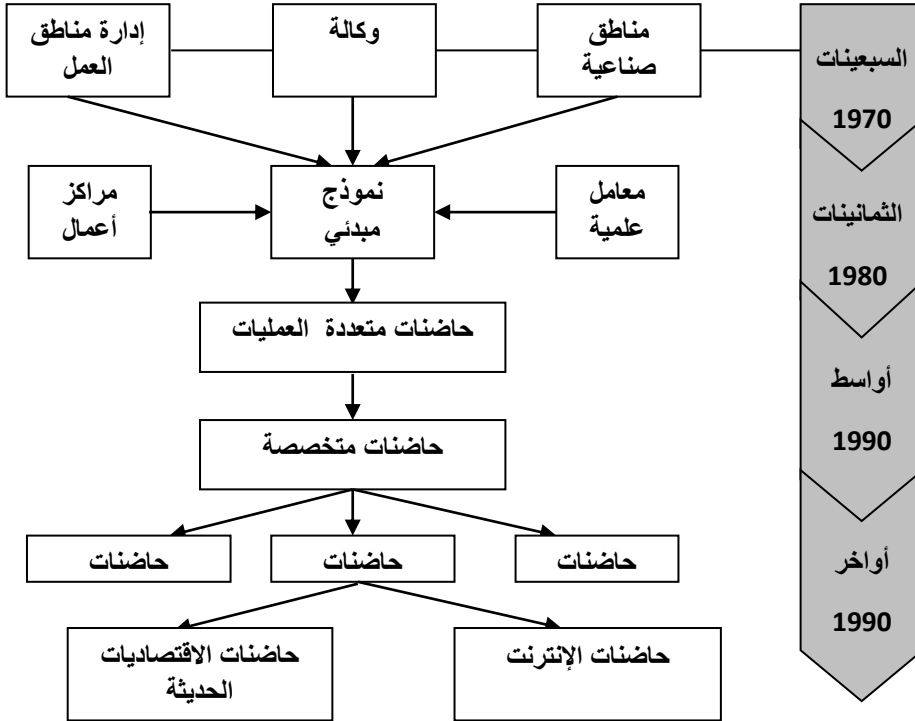 السبعينات
1970
مناطق
صناعية
وكالة
إدارة مناطق
العمل
الثمانينات
1980
معامل
علمية
نموذج
مبدئي
مراكز
أعمال
حاضنات متعددة العمليات
أواسط
1990
حاضنات متخصصة
حاضنات
حاضنات
حاضنات
أواخر
1990
حاضنات الإنترنت
حاضنات الاقتصاديات
الحديثة